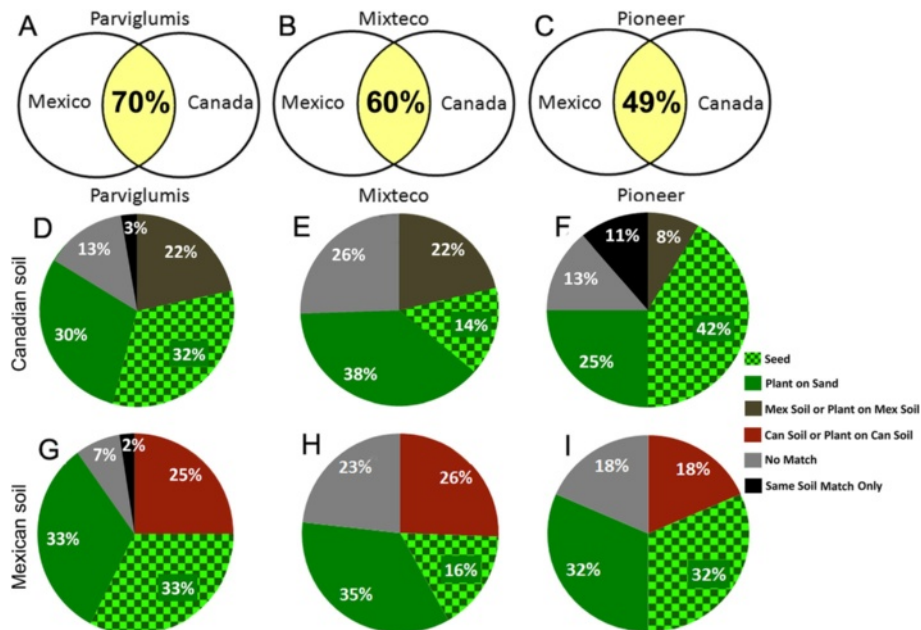 A Parviglumis
Mexico 70% Canada
B Mixteco
Mexico 60% Canada
C Pioneer
Mexico 49% Canada
Parviglumis
Mixteco
Pioneer
Canadian soil
D
3%
13%
22%
30%
32%
E
26%
22%
14%
38%
F
11%
8%
13%
42%
25%
Seed
Plant on Sand
Mex Soil or Plant on Mex Soil
Can Soil or Plant on Can Soil
No Match
Same Soil Match Only
Mexican soil
G
7%
2%
25%
33%
33%
H
23%
26%
16%
35%
I
18%
18%
32%
32%